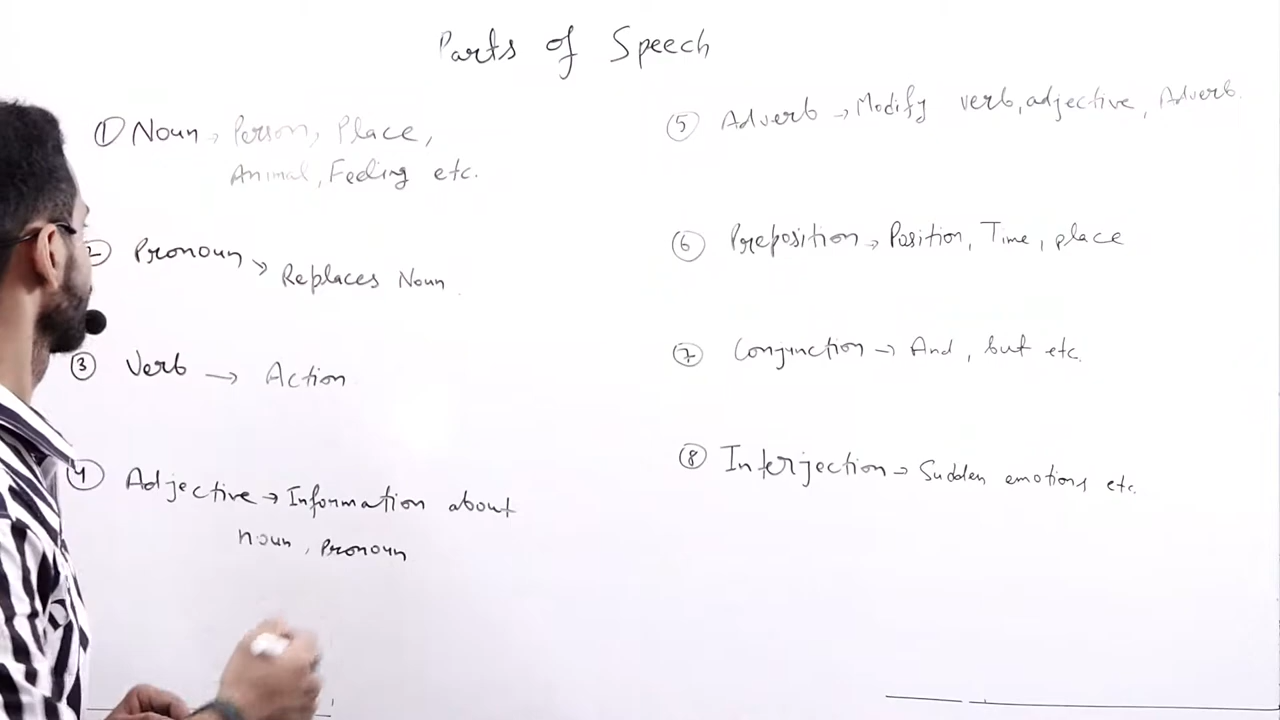 Parts of Speech
① Noun → Person, Place,
Animal, Feeling etc.
2 Pronoun → Replaces Noun
③ Verb → Action
④ Adjective → Information about
noun, pronoun
⑤ Adverb → Modify verb, adjective, Adverb.
⑥ Preposition → Position, Time, place
⑦ Conjunction → And, but etc.
⑧ Interjection → Sudden emotions etc.